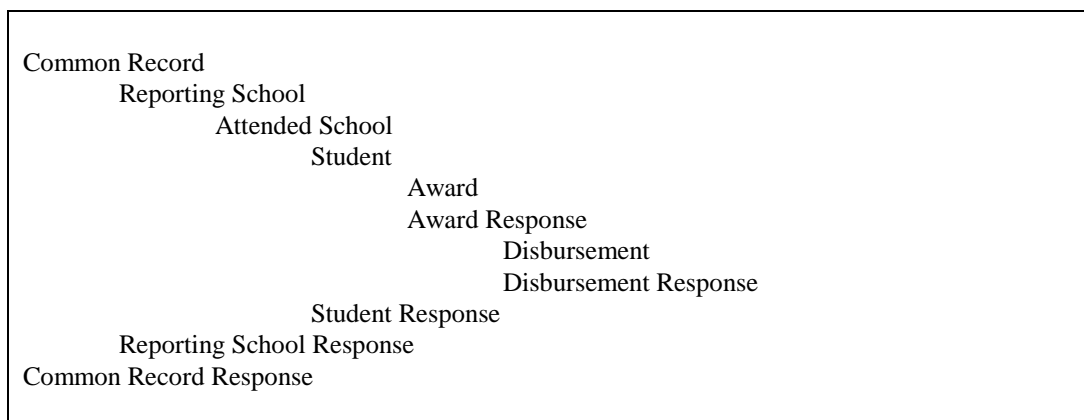 Common Record
Reporting School
Attended School
Student
Award
Award Response
Disbursement
Disbursement Response
Student Response
Reporting School Response
Common Record Response